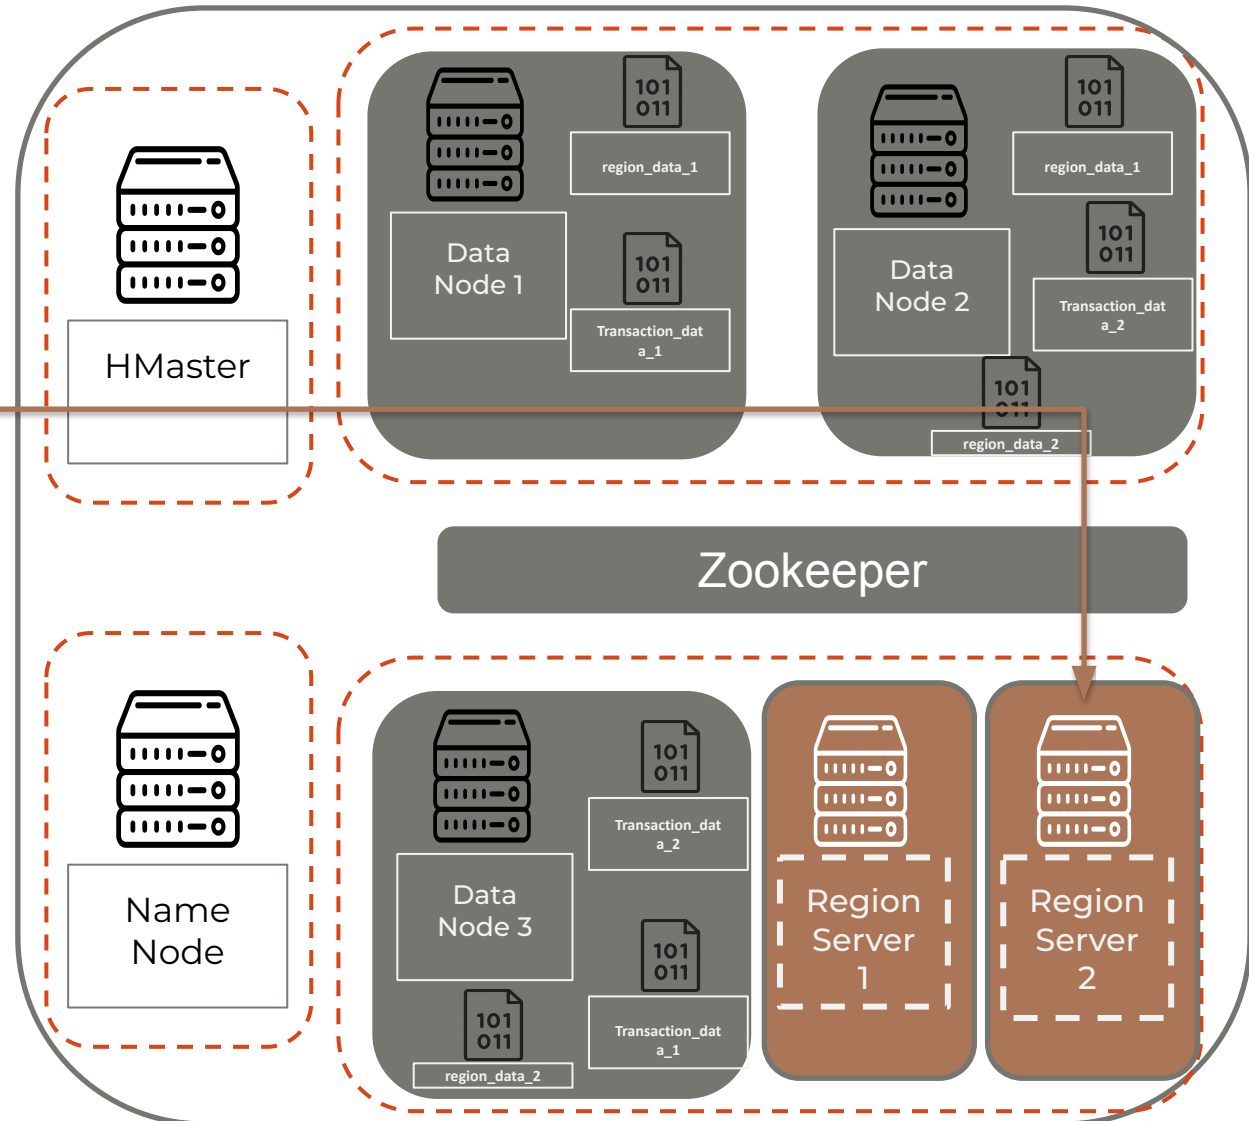 101
011
region_data_1
Data
Node 1
101
011
Transaction_dat
a_1
101
011
region_data_1
Data
Node 2
101
011
Transaction_dat
a_2
101
011
region_data_2
HMaster
Zookeeper
Name
Node
101
011
Transaction_dat
a_2
Data
Node 3
101
011
Transaction_dat
a_1
101
011
region_data_2
Region
Server
1
Region
Server
2